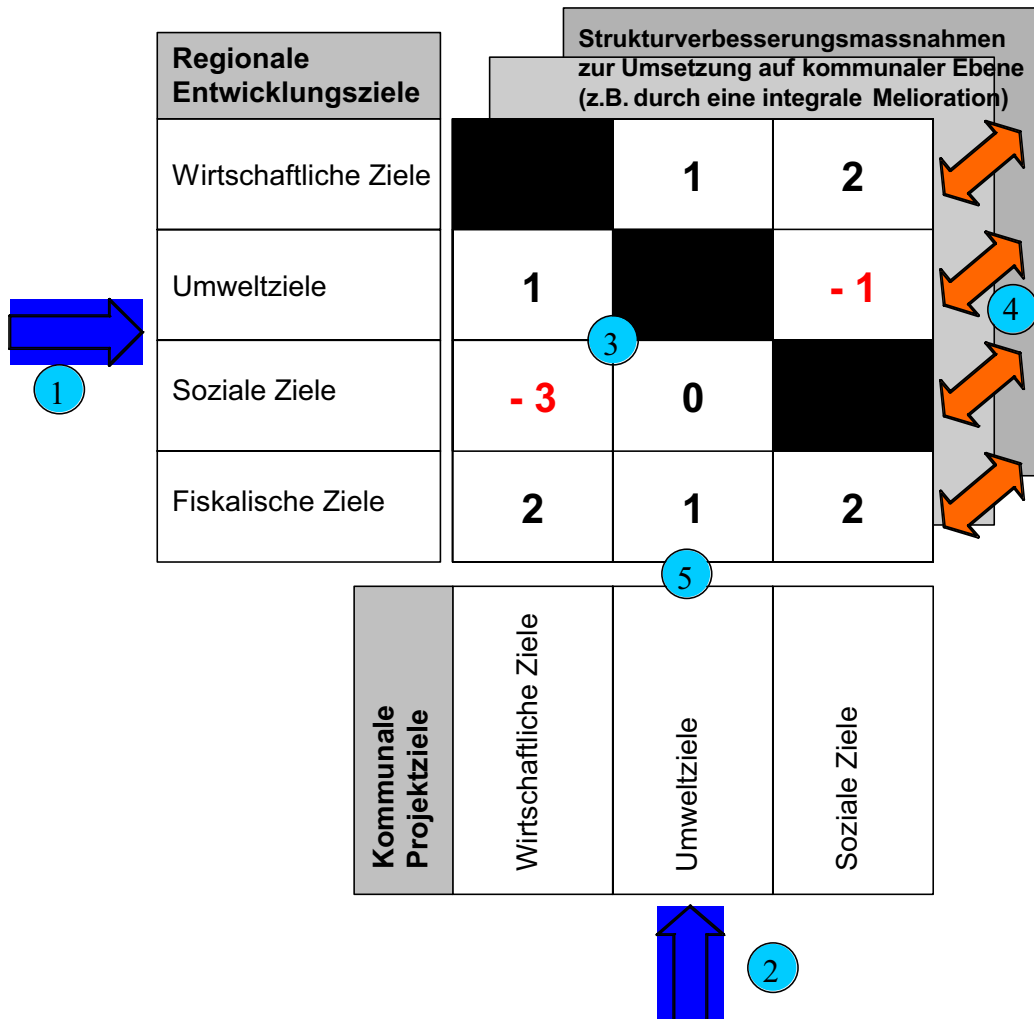 Strukturverbesserungsmassnahmen
zur Umsetzung auf kommunaler Ebene
(z.B. durch eine integrale Melioration)
Regionale
Entwicklungsziele
Wirtschaftliche Ziele
1
2
Umweltziele
1
- 1
4
3
1
Soziale Ziele
- 3
0
Fiskalische Ziele
2
1
2
5
Kommunale
Projektziele
Wirtschaftliche Ziele
Umweltziele
Soziale Ziele
2